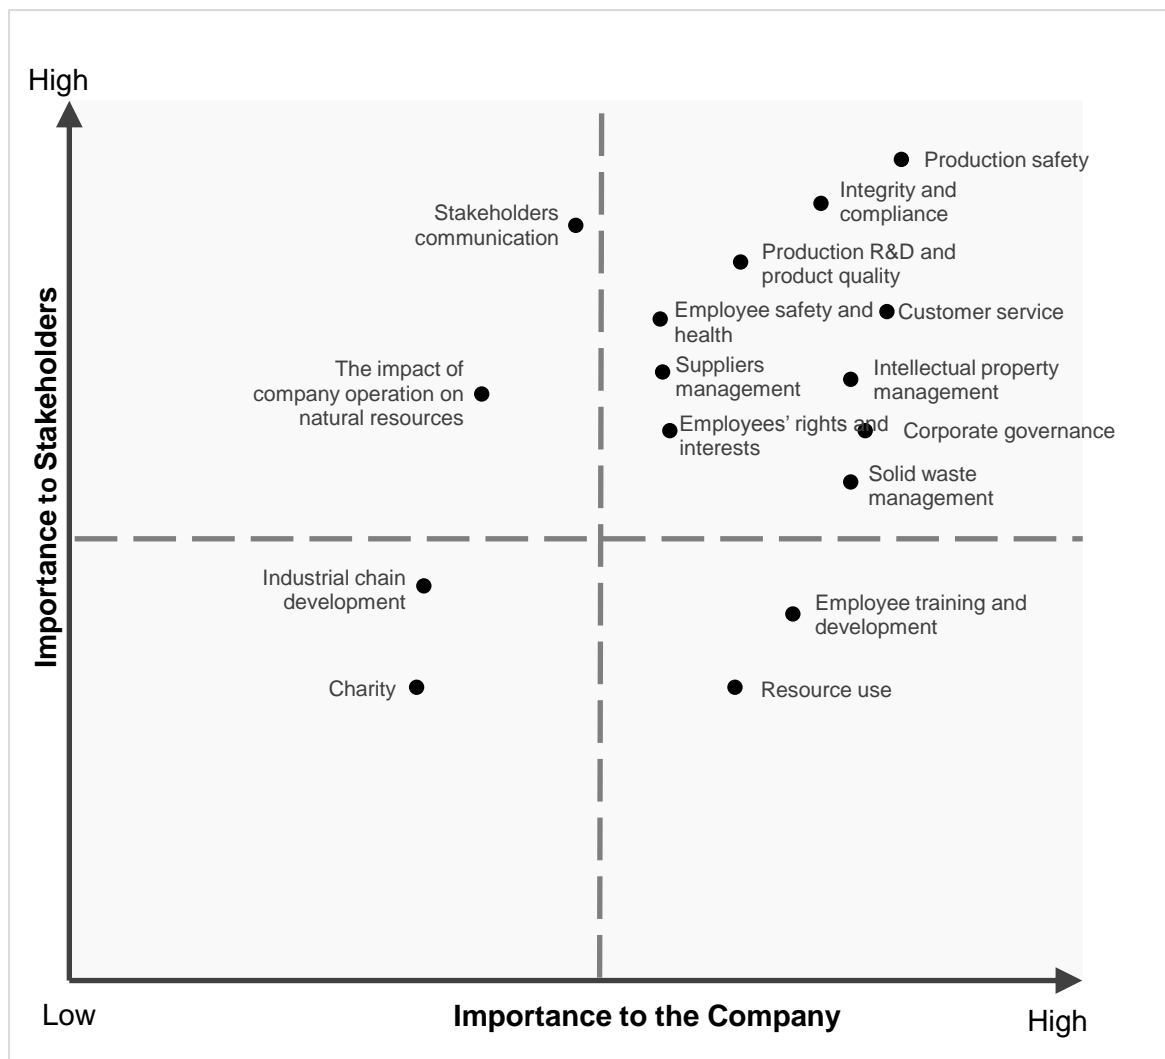 High
Production safety
Integrity and
compliance
Stakeholders
communication
Production R&D and
product quality
Employee safety and
health
Customer service
Suppliers
management
Intellectual property
management
The impact of
company operation on
natural resources
Employees’ rights and
interests
Corporate governance
Solid waste
management
Importance to Stakeholders
Industrial chain
development
Employee training and
development
Charity
Resource use
Low
Importance to the Company
High